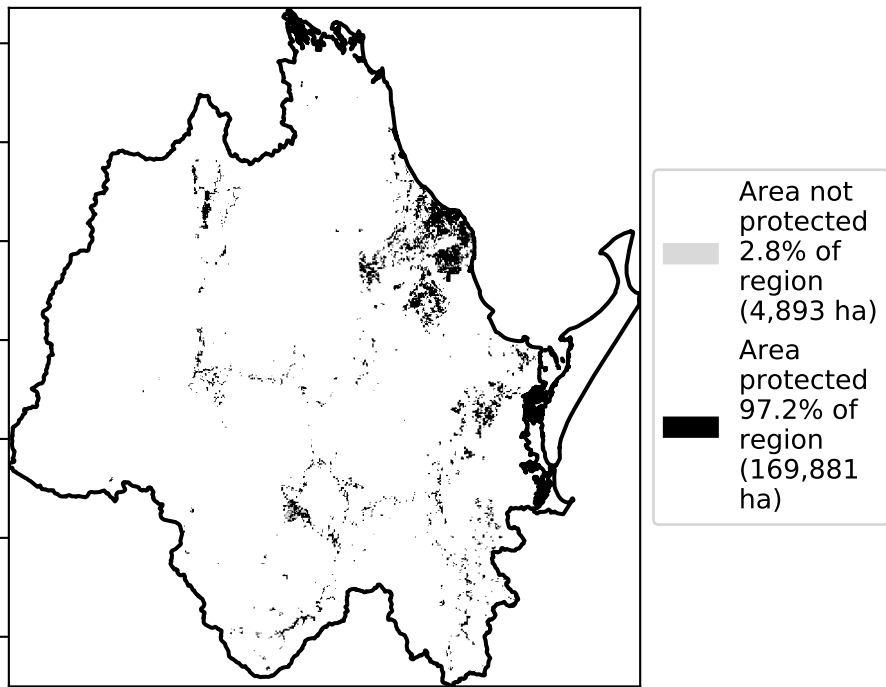 Area not
protected
2.8% of
region
(4,893 ha)
Area
protected
97.2% of
region
(169,881
ha)